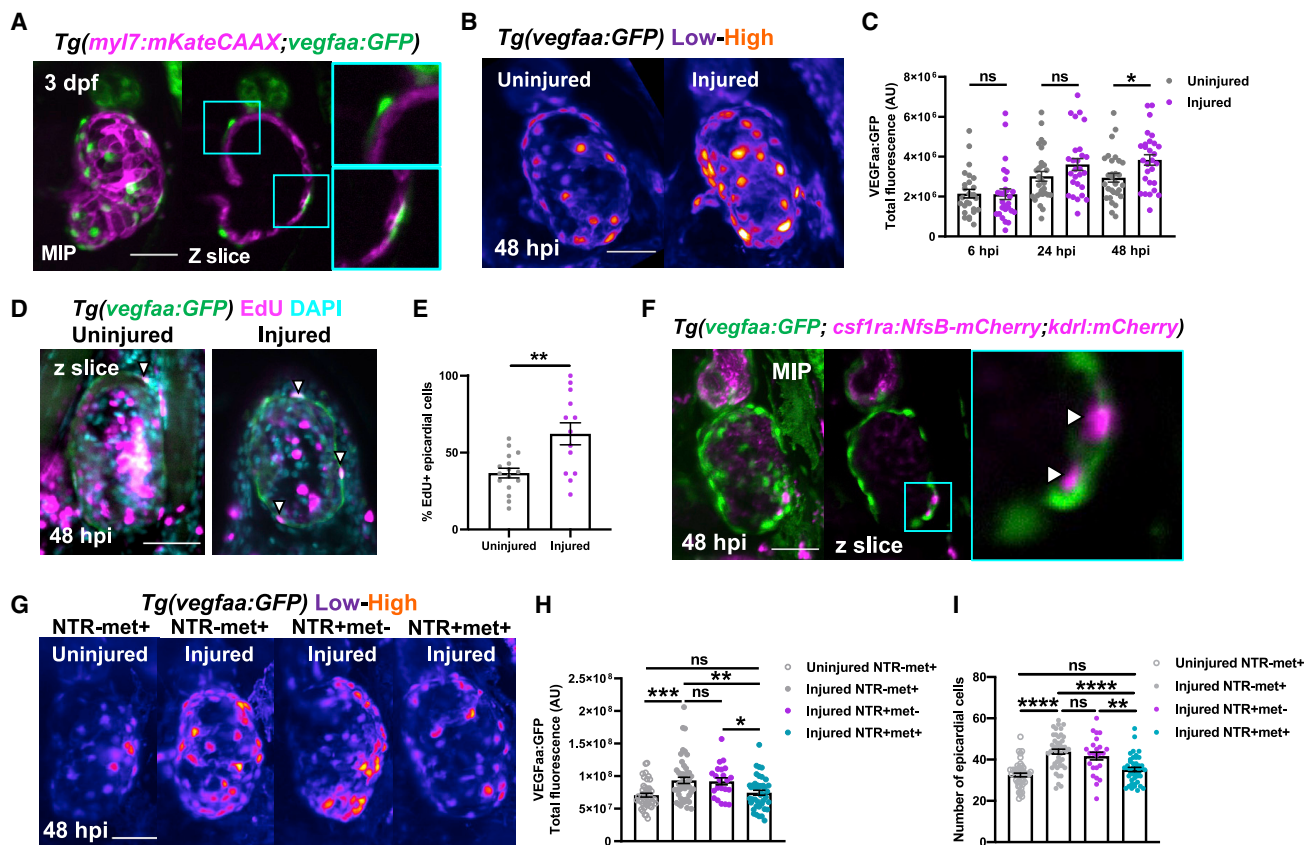 A
Tg(myl7:mKateCAAX;vegfaa:GFP)
3 dpf
MIP
Z slice
B
Tg(vegfaa:GFP) Low-High
Uninjured
Injured
48 hpi
C
VEGFaa:GFP
Total fluorescence (AU)
8×10⁶
6×10⁶
4×10⁶
2×10⁶
0
ns
ns
*
6 hpi
24 hpi
48 hpi
Uninjured
Injured
D
Tg(vegfaa:GFP) EdU DAPI
Uninjured
Injured
z slice
48 hpi
E
% EdU+ epicardial cells
100
50
0
**
Uninjured
Injured
F
Tg(vegfaa:GFP; csf1ra:NfsB-mCherry;kdrl:mCherry)
MIP
48 hpi
z slice
G
Tg(vegfaa:GFP) Low-High
NTR-met+
NTR-met+
NTR+met-
NTR+met+
Uninjured
Injured
Injured
Injured
48 hpi
H
VEGFaa:GFP
Total fluorescence (AU)
2.5×10⁸
2×10⁸
1.5×10⁸
1×10⁸
5×10⁷
0
ns
**
***
ns
*
Uninjured NTR-met+
Injured NTR-met+
Injured NTR+met-
Injured NTR+met+
I
Number of epicardial cells
80
60
40
20
0
ns
****
****
ns
**
Uninjured NTR-met+
Injured NTR-met+
Injured NTR+met-
Injured NTR+met+